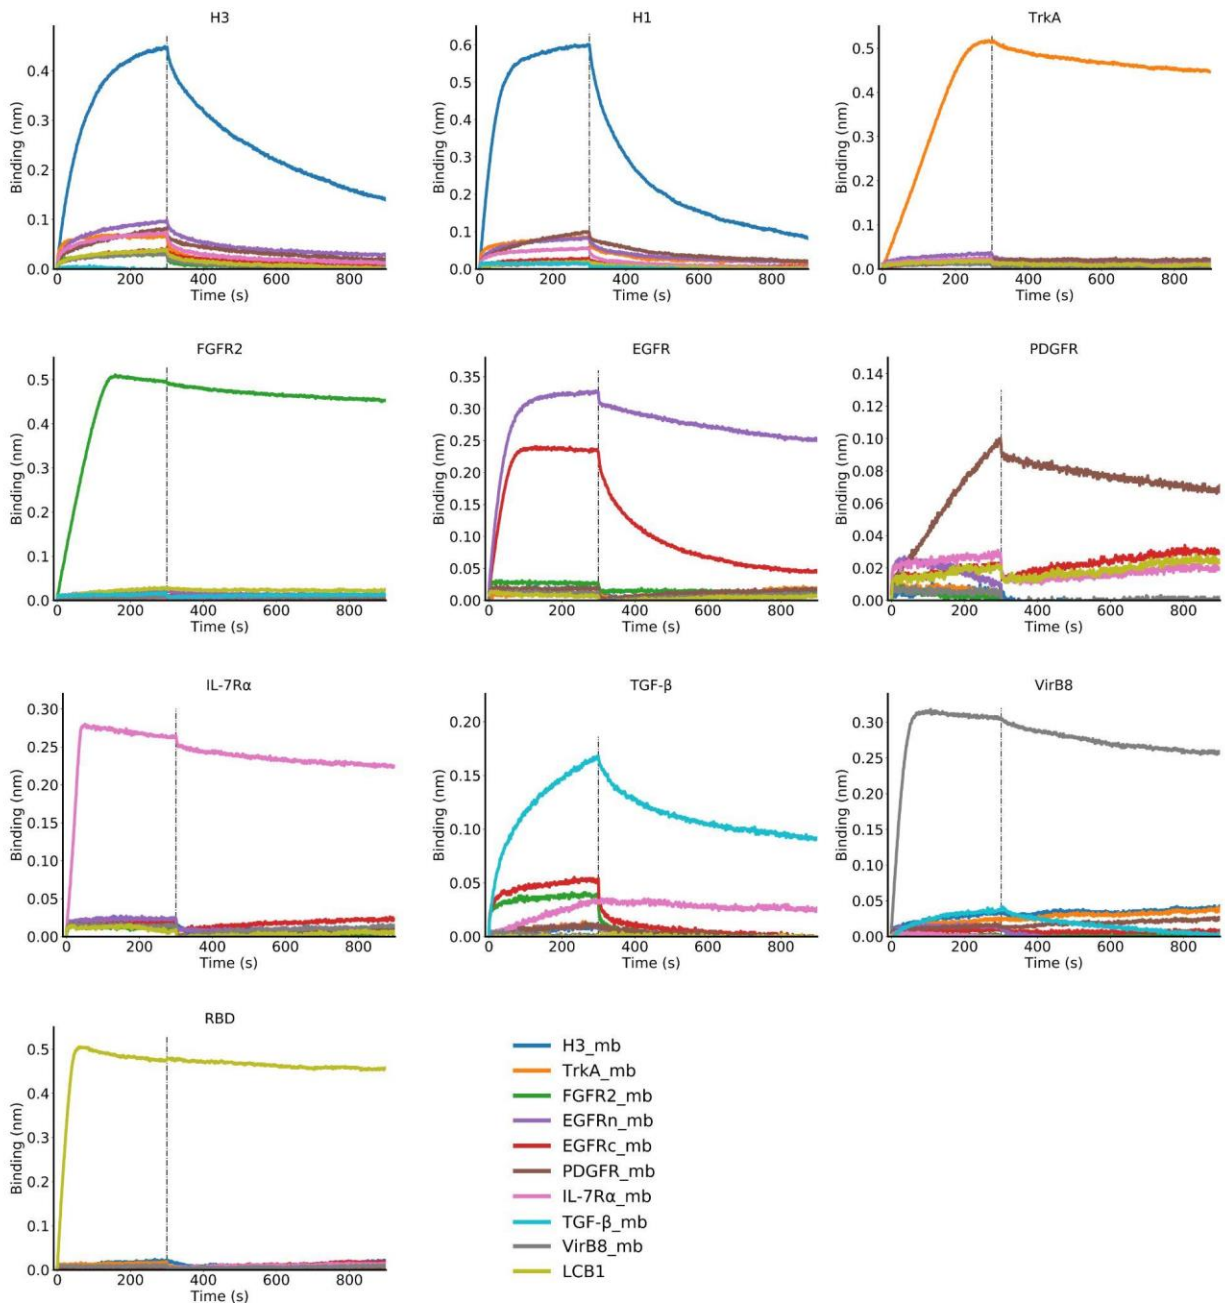 H3
H1
TrkA
Binding (nm)
0.4
0.3
0.2
0.1
0.0
0 200 400 600 800
Time (s)
Binding (nm)
0.6
0.5
0.4
0.3
0.2
0.1
0.0
0 200 400 600 800
Time (s)
Binding (nm)
0.5
0.4
0.3
0.2
0.1
0.0
0 200 400 600 800
Time (s)
FGFR2
EGFR
PDGFR
Binding (nm)
0.5
0.4
0.3
0.2
0.1
0.0
0 200 400 600 800
Time (s)
Binding (nm)
0.35
0.30
0.25
0.20
0.15
0.10
0.05
0.00
0 200 400 600 800
Time (s)
Binding (nm)
0.14
0.12
0.10
0.08
0.06
0.04
0.02
0.00
0 200 400 600 800
Time (s)
IL-7Rα
TGF-β
VirB8
Binding (nm)
0.30
0.25
0.20
0.15
0.10
0.05
0.00
0 200 400 600 800
Time (s)
Binding (nm)
0.20
0.15
0.10
0.05
0.00
0 200 400 600 800
Time (s)
Binding (nm)
0.30
0.25
0.20
0.15
0.10
0.05
0.00
0 200 400 600 800
Time (s)
RBD
Binding (nm)
0.5
0.4
0.3
0.2
0.1
0.0
0 200 400 600 800
Time (s)
H3_mb
TrkA_mb
FGFR2_mb
EGFRn_mb
EGFRc_mb
PDGFR_mb
IL-7Rα_mb
TGF-β_mb
VirB8_mb
LCB1